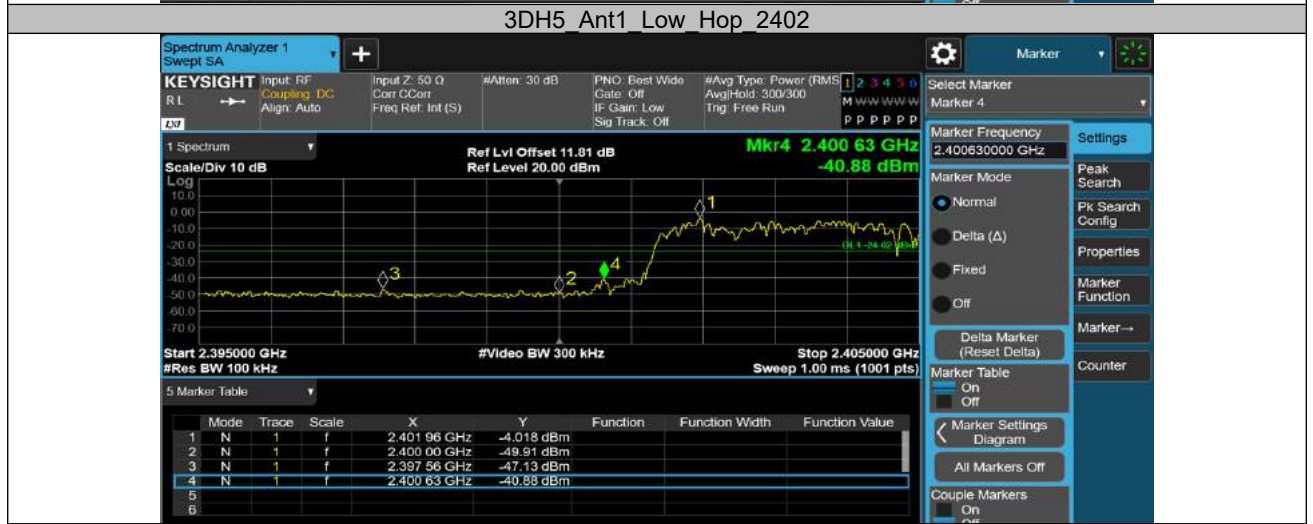 3DH5_Ant1_Low_Hop_2402
Spectrum Analyzer 1
Swept SA
+
Marker
KEYSIGHT
RL
LXI
Input: RF
Coupling: DC
Align: Auto
Input Z: 50 Ω
Corr CCorr
Freq Ref: Int (S)
#Atten: 30 dB
PNO: Best Wide
Gate: Off
IF Gain: Low
Sig Track: Off
#Avg Type: Power (RMS
Avg|Hold: 300/300
Trig: Free Run
1 2 3 4 5 6
M W W W W W
P P P P P P
Select Marker
Marker 4
1 Spectrum
Scale/Div 10 dB
Ref Lvl Offset 11.81 dB
Ref Level 20.00 dBm
Mkr4 2.400 63 GHz
-40.88 dBm
Log
10.0
0.00
-10.0
-20.0
-30.0
-40.0
-50.0
-60.0
-70.0
1
2
3
4
DL1 -24.02 dBm
Start 2.395000 GHz
#Res BW 100 kHz
#Video BW 300 kHz
Stop 2.405000 GHz
Sweep 1.00 ms (1001 pts)
5 Marker Table
Mode Trace Scale X Y Function Function Width Function Value
1 N 1 f 2.401 96 GHz -4.018 dBm
2 N 1 f 2.400 00 GHz -49.91 dBm
3 N 1 f 2.397 56 GHz -47.13 dBm
4 N 1 f 2.400 63 GHz -40.88 dBm
5
6
Marker Frequency
2.400630000 GHz
Marker Mode
Normal
Delta (Δ)
Fixed
Off
Delta Marker
(Reset Delta)
Marker Table
On
Off
Marker Settings
Diagram
All Markers Off
Couple Markers
On
Off
Settings
Peak
Search
Pk Search
Config
Properties
Marker
Function
Marker→
Counter